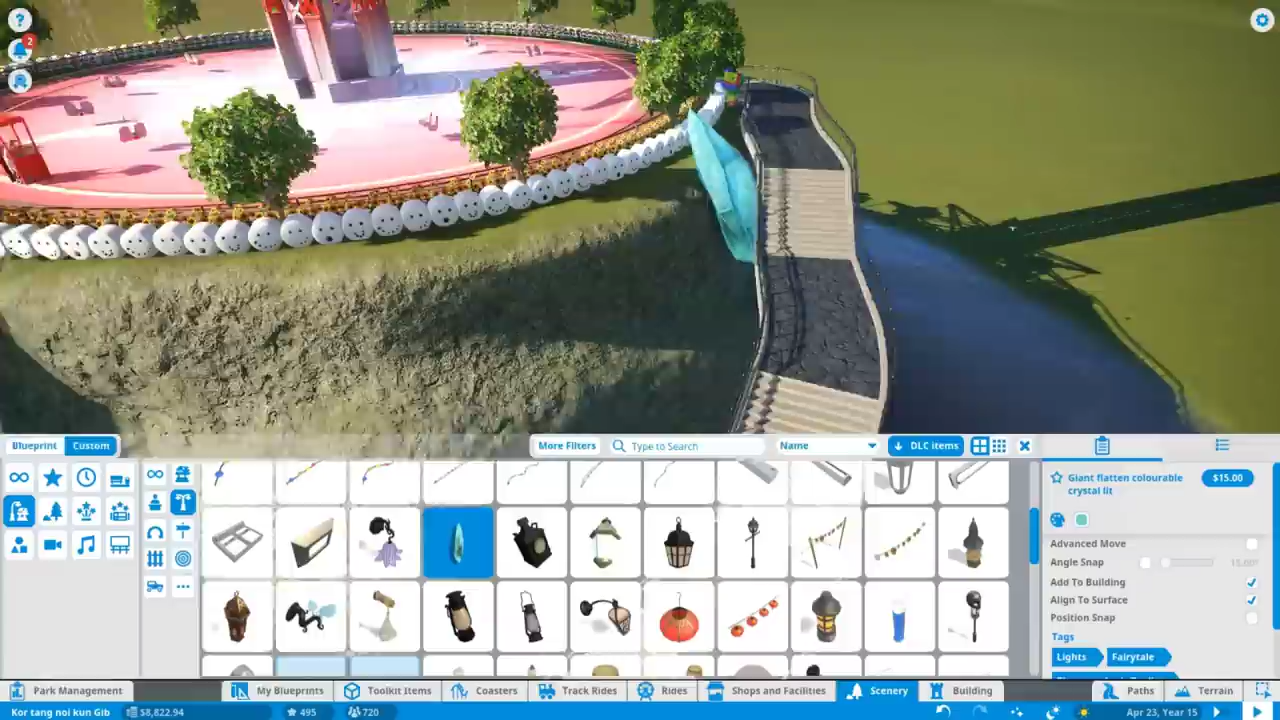 2
Blueprint
Custom
More Filters
Type to Search
Name
DLC items
Giant flatten colourable
crystal lit
$15.00
Advanced Move
Angle Snap
Add To Building
Align To Surface
Position Snap
Tags
Lights
Fairytale
Park Management
My Blueprints
Toolkit Items
Coasters
Track Rides
Rides
Shops and Facilities
Scenery
Building
Paths
Terrain
Kor tang noi kun Gib
$8,822.94
495
720
Apr 23, Year 15